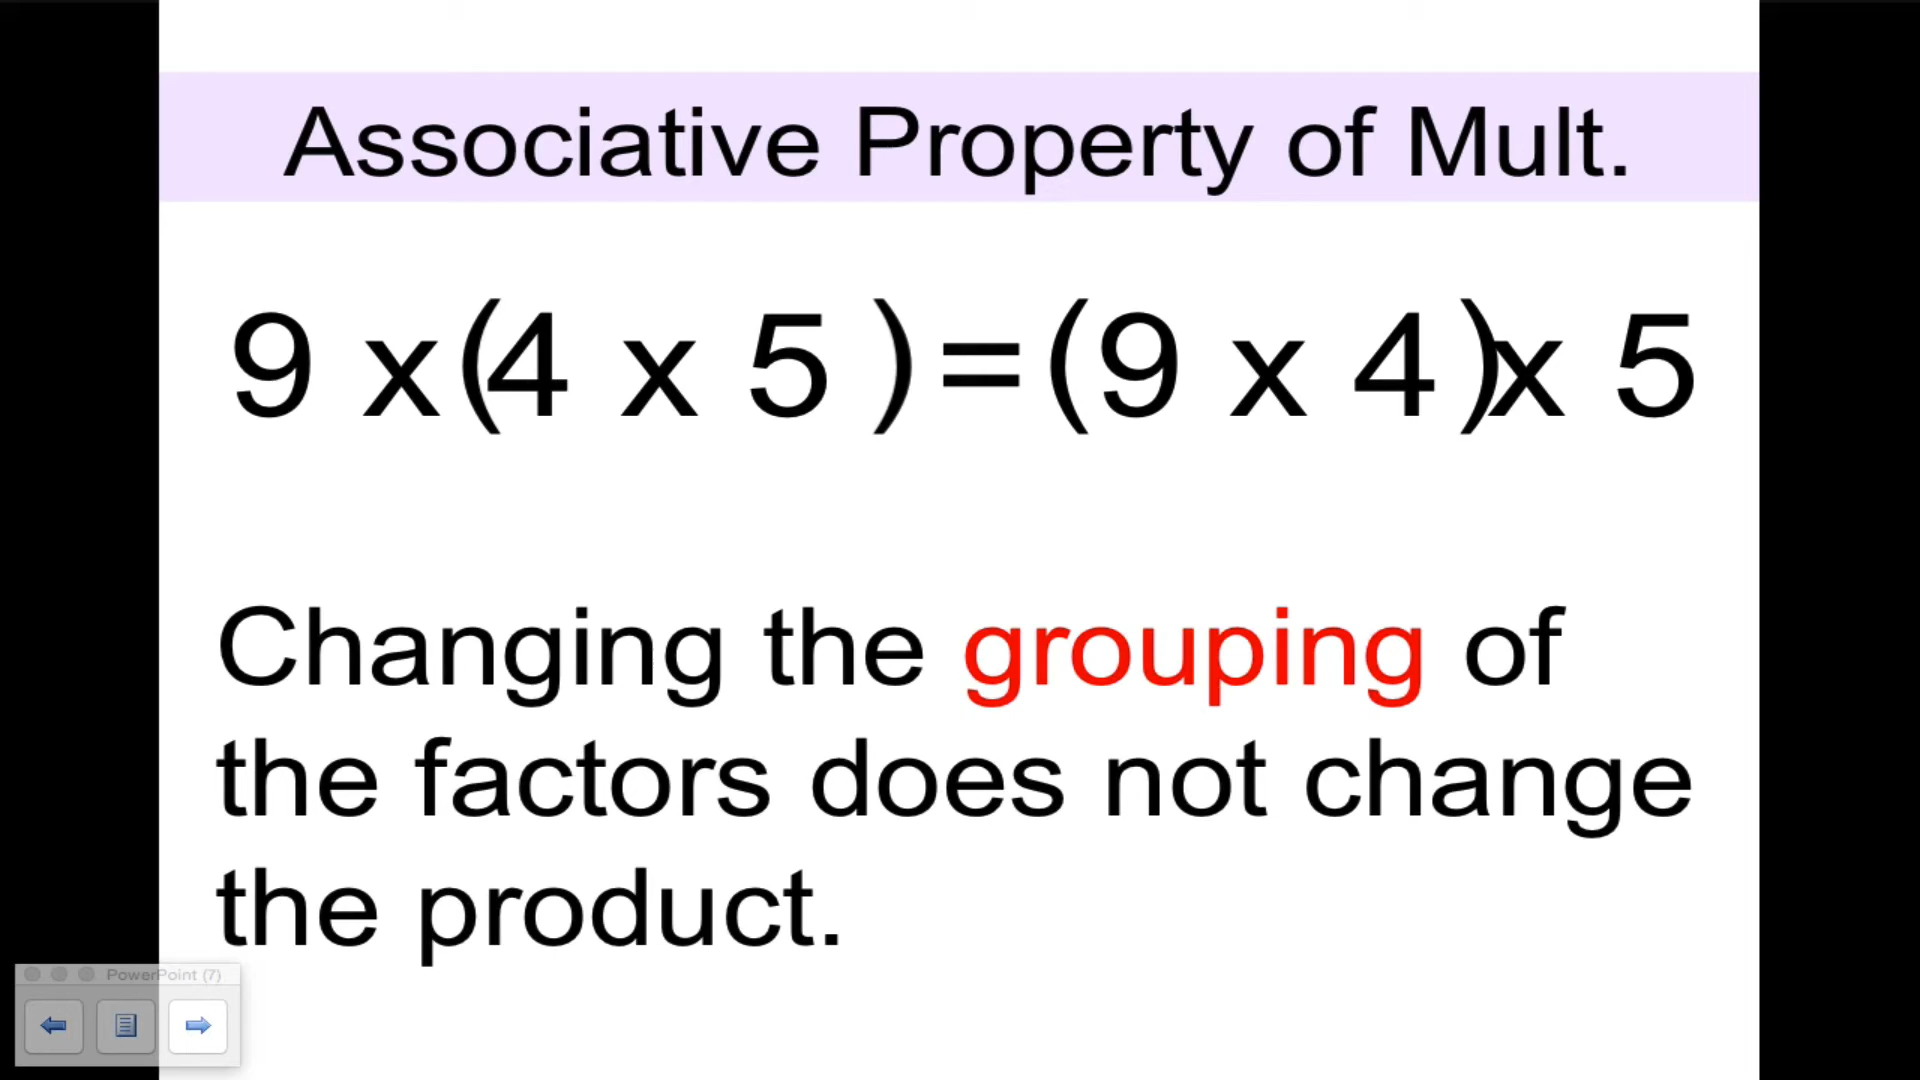 Associative Property of Mult.
9 x (4 x 5 ) = (9 x 4) x 5
Changing the grouping of
the factors does not change
the product.
PowerPoint (7)